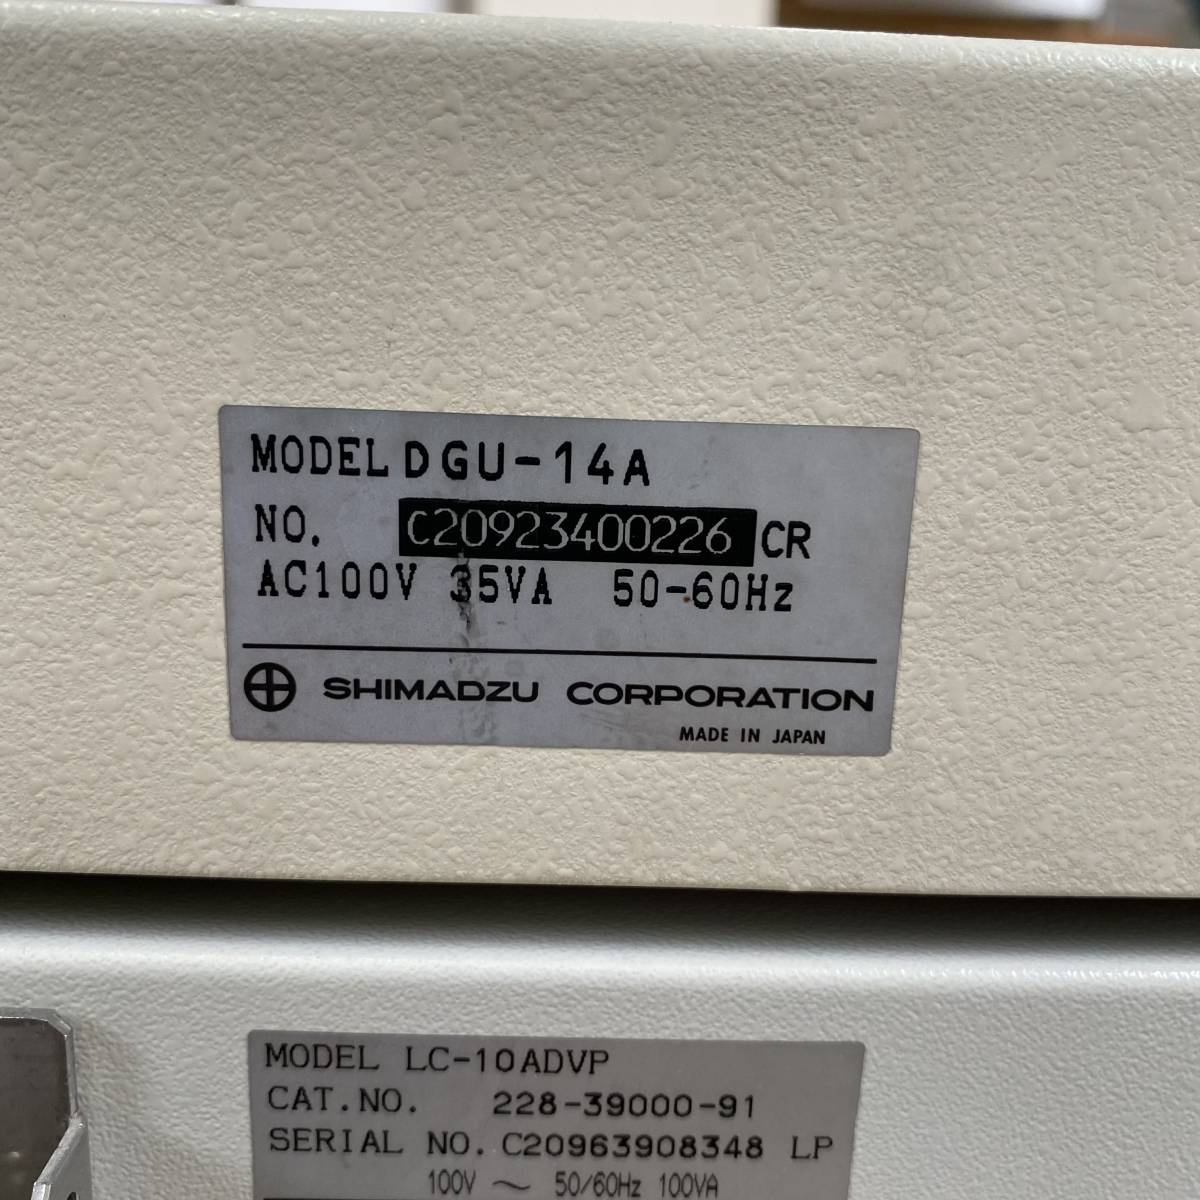 MODEL DGU-14A
NO. C20923400226 CR
AC100V 35VA 50-60Hz
SHIMADZU CORPORATION
MADE IN JAPAN
MODEL LC-10ADVP
CAT.NO. 228-39000-91
SERIAL NO. C20963908348 LP
100V ~ 50/60Hz 100VA